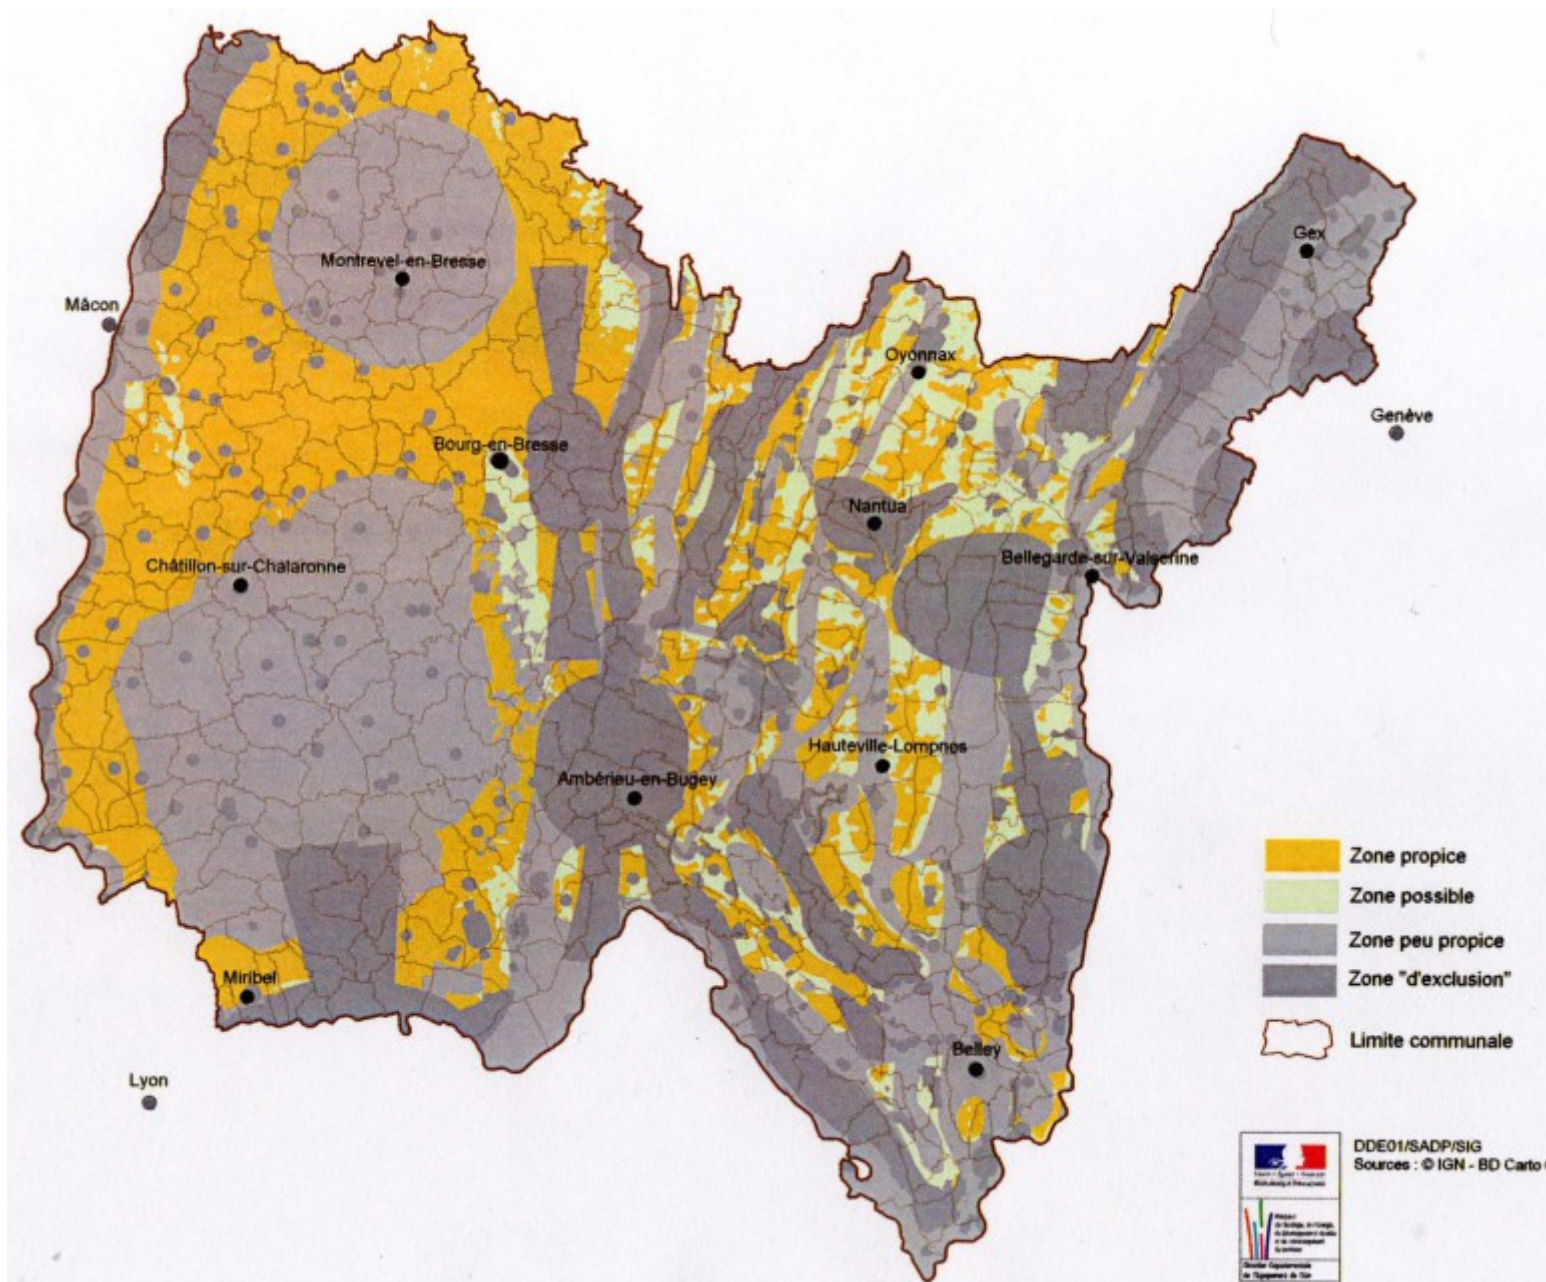 Gex
Montrevel-en-Bresse
Mâcon
Oyonnax
Genève
Bourg-en-Bresse
Nantua
Bellegarde-sur-Valserine
Châtillon-sur-Chalaronne
Hauteville-Lompnes
Ambérieu-en-Bugey
Zone propice
Zone possible
Zone peu propice
Zone "d'exclusion"
Miribel
Limite communale
Belley
Lyon
DDE01/SADP/SIG
Sources : © IGN - BD Carto